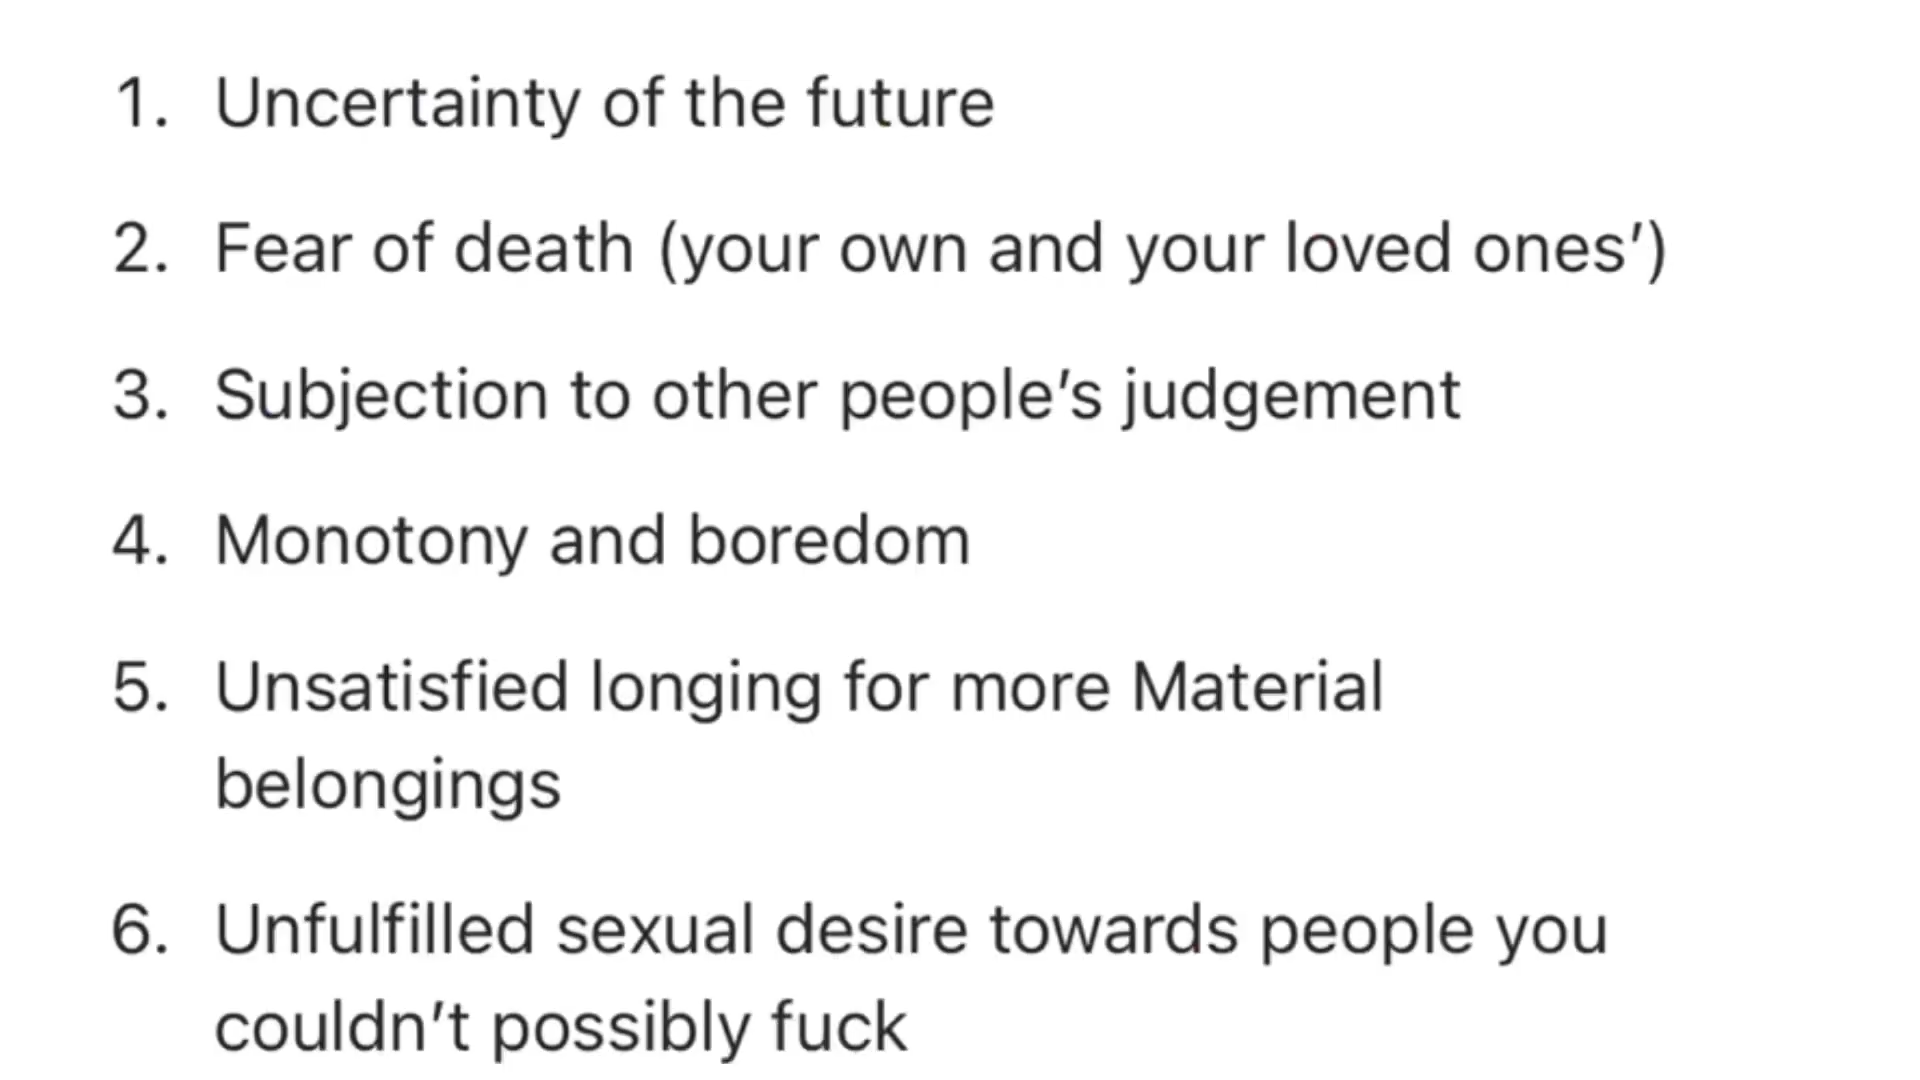 1. Uncertainty of the future
2. Fear of death (your own and your loved ones’)
3. Subjection to other people’s judgement
4. Monotony and boredom
5. Unsatisfied longing for more Material
belongings
6. Unfulfilled sexual desire towards people you
couldn’t possibly fuck